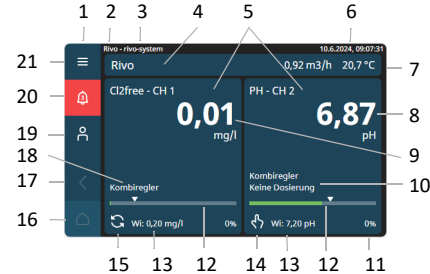 1 2 3 4 5 6
Rivo - rivo-system 10.6.2024, 09:07:31
21 Rivo 0,92 m3/h 20,7 °C 7
20 Cl2free - CH 1 PH - CH 2
0,01 6,87 8
19 mg/l pH
18 9
17 Kombiregler Kombiregler
Keine Dosierung 10
16 Wi: 0,20 mg/l 0% Wi: 7,20 pH 0%
15 13 12 14 13 12 11